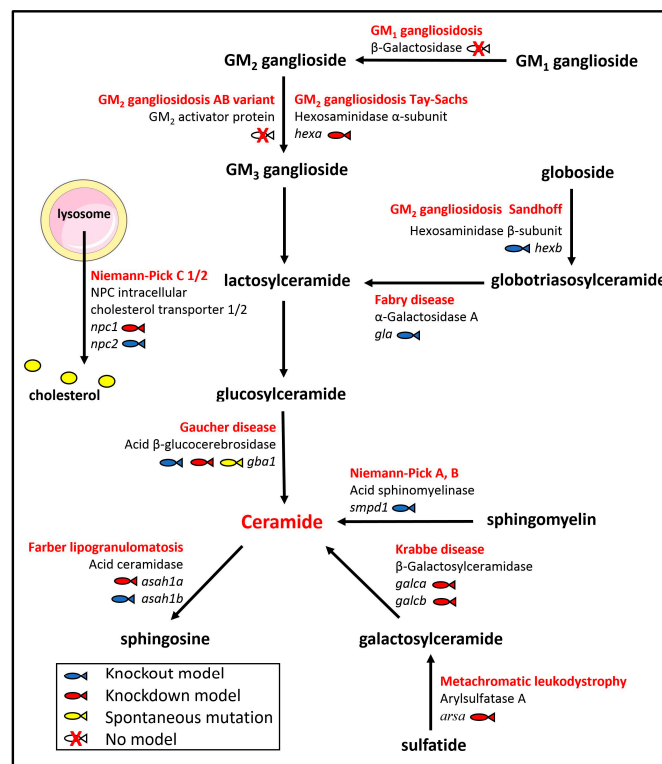 GM1 gangliosidosis
β-Galactosidase
GM2 ganglioside
GM1 ganglioside
GM2 gangliosidosis AB variant
GM2 activator protein
GM2 gangliosidosis Tay-Sachs
Hexosaminidase α-subunit
hexa
GM3 ganglioside
globoside
lysosome
GM2 gangliosidosis Sandhoff
Hexosaminidase β-subunit
hexb
Niemann-Pick C 1/2
NPC intracellular
cholesterol transporter 1/2
npc1
npc2
cholesterol
lactosylceramide
globotriasosylceramide
Fabry disease
α-Galactosidase A
gla
glucosylceramide
Gaucher disease
Acid β-glucocerebrosidase
gba1
Niemann-Pick A, B
Acid sphinomyelinase
smpd1
Ceramide
sphingomyelin
Farber lipogranulomatosis
Acid ceramidase
asah1a
asah1b
Krabbe disease
β-Galactosylceramidase
galca
galcb
sphingosine
galactosylceramide
Metachromatic leukodystrophy
Arylsulfatase A
arsa
sulfatide
Knockout model
Knockdown model
Spontaneous mutation
No model